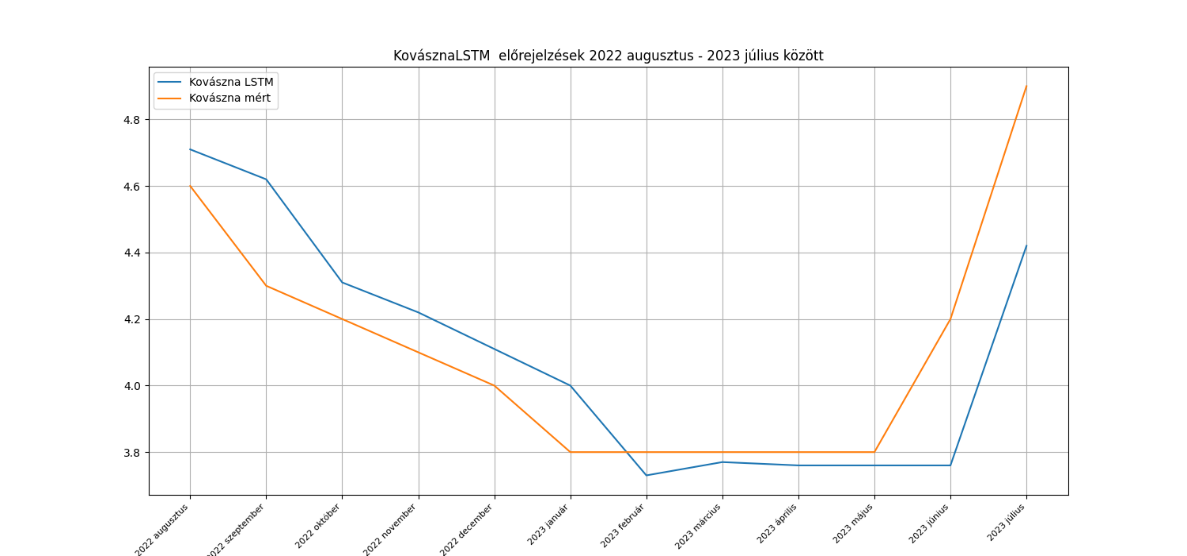 KovásznaLSTM  előrejelzések 2022 augusztus - 2023 július között
Kovászna LSTM
Kovászna mért
4.8
4.6
4.4
4.2
4.0
3.8
2022 augusztus
2022 szeptember
2022 október
2022 november
2022 december
2023 január
2023 február
2023 március
2023 április
2023 május
2023 június
2023 július